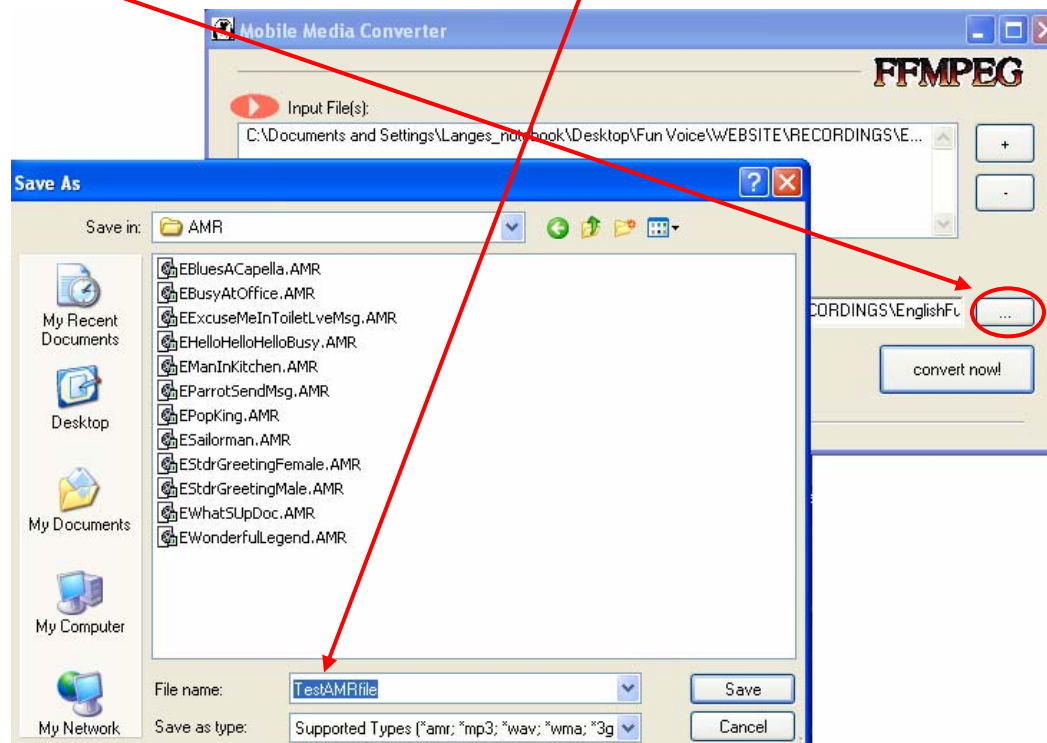 Mobile Media Converter
FFMPEG
Input File(s):
C:\Documents and Settings\Langes_notebook\Desktop\Fun Voice\WEBSITE\RECORDINGS\E...
+
-
Save As
Save in:
AMR
My Recent Documents
Desktop
My Documents
My Computer
My Network
EBluesACapella.AMR
EBusyAtOffice.AMR
EExcuseMeInToiletLveMsg.AMR
EHelloHelloHelloBusy.AMR
EManInKitchen.AMR
EParrotSendMsg.AMR
EPopKing.AMR
ESailorman.AMR
EStdrGreetingFemale.AMR
EStdrGreetingMale.AMR
EWhatSUpDoc.AMR
EWonderfulLegend.AMR
CORDINGS\EnglishFu
...
convert now!
File name:
TestAMRfile
Save
Save as type:
Supported Types (*amr; *mp3; *wav; *wma; *3g
Cancel